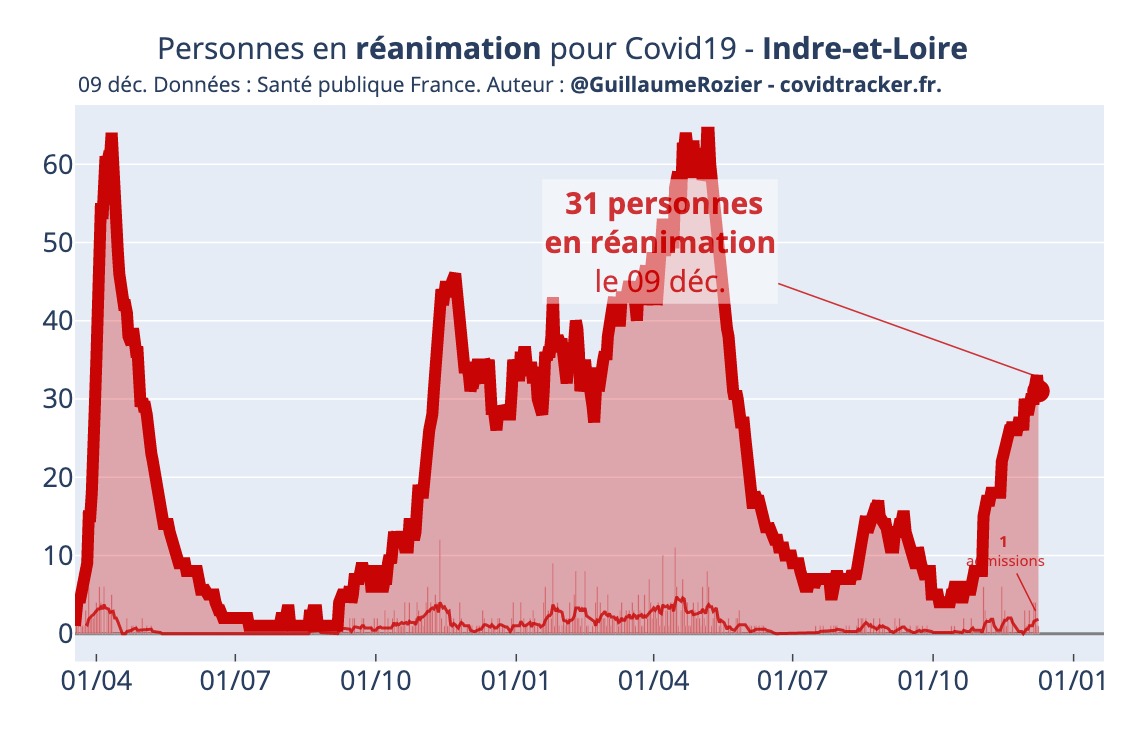 Personnes en réanimation pour Covid19 - Indre-et-Loire
09 déc. Données : Santé publique France. Auteur : @GuillaumeRozier - covidtracker.fr.
60
50
40
30
20
10
0
31 personnes
en réanimation
le 09 déc.
1
admissions
01/04
01/07
01/10
01/01
01/04
01/07
01/10
01/01